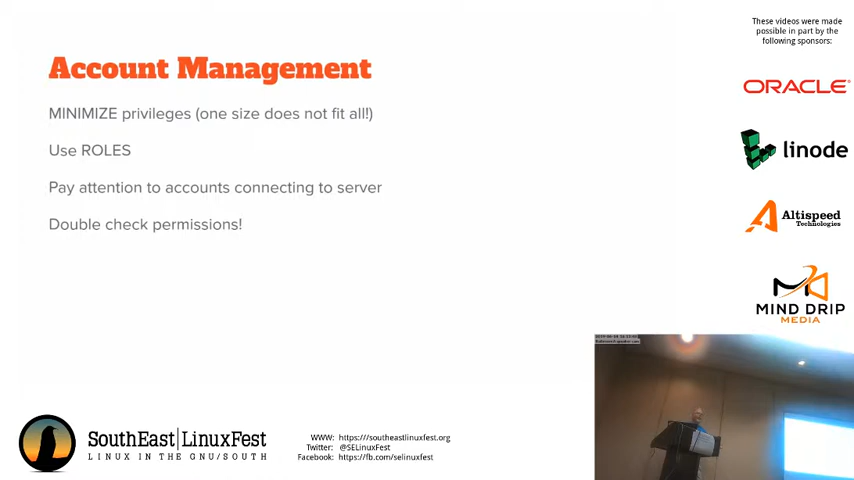 Account Management
MINIMIZE privileges (one size does not fit all!)
Use ROLES
Pay attention to accounts connecting to server
Double check permissions!
These videos were made
possible in part by the
following sponsors:
ORACLE®
linode
Altispeed
Technologies
MIND DRIP
MEDIA
SouthEast|LinuxFest
LINUX IN THE GNU/SOUTH
WWW: https:///southeastlinuxfest.org
Twitter: @SELinuxFest
Facebook: https://fb.com/selinuxfest